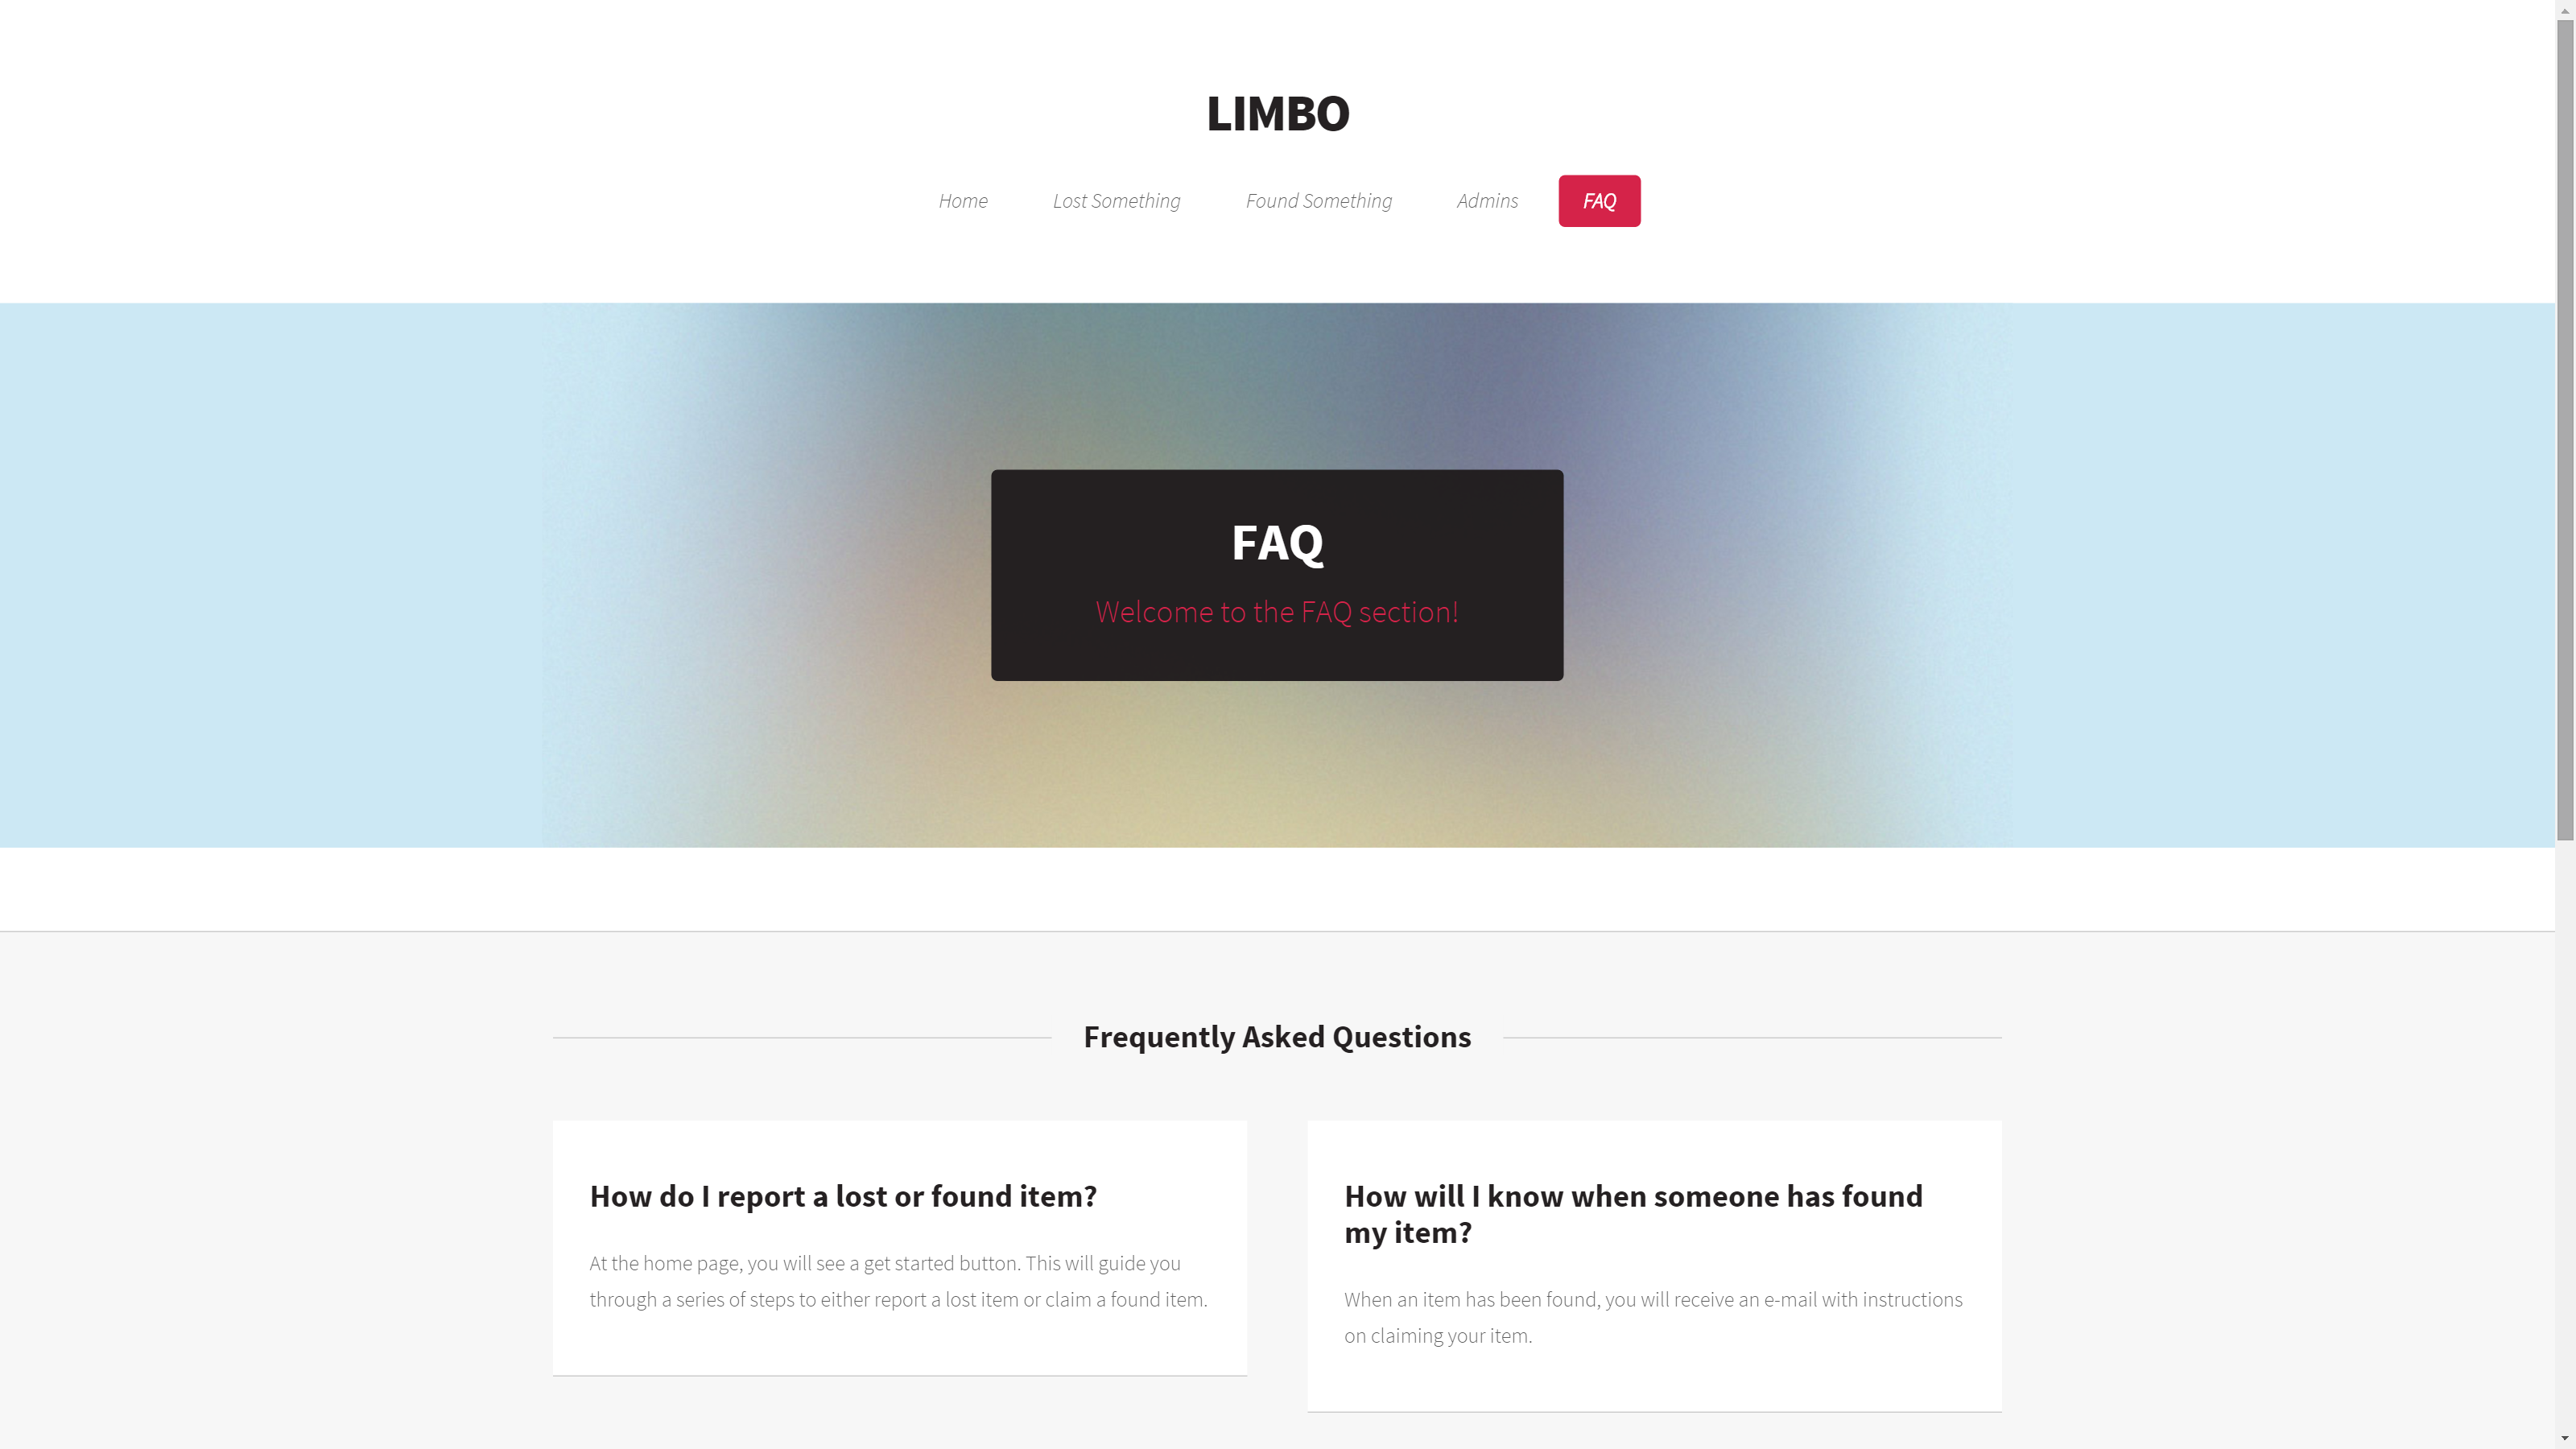 LIMBO
Home Lost Something Found Something Admins FAQ
FAQ
Welcome to the FAQ section!
Frequently Asked Questions
How do I report a lost or found item?
At the home page, you will see a get started button. This will guide you
through a series of steps to either report a lost item or claim a found item.
How will I know when someone has found
my item?
When an item has been found, you will receive an e-mail with instructions
on claiming your item.